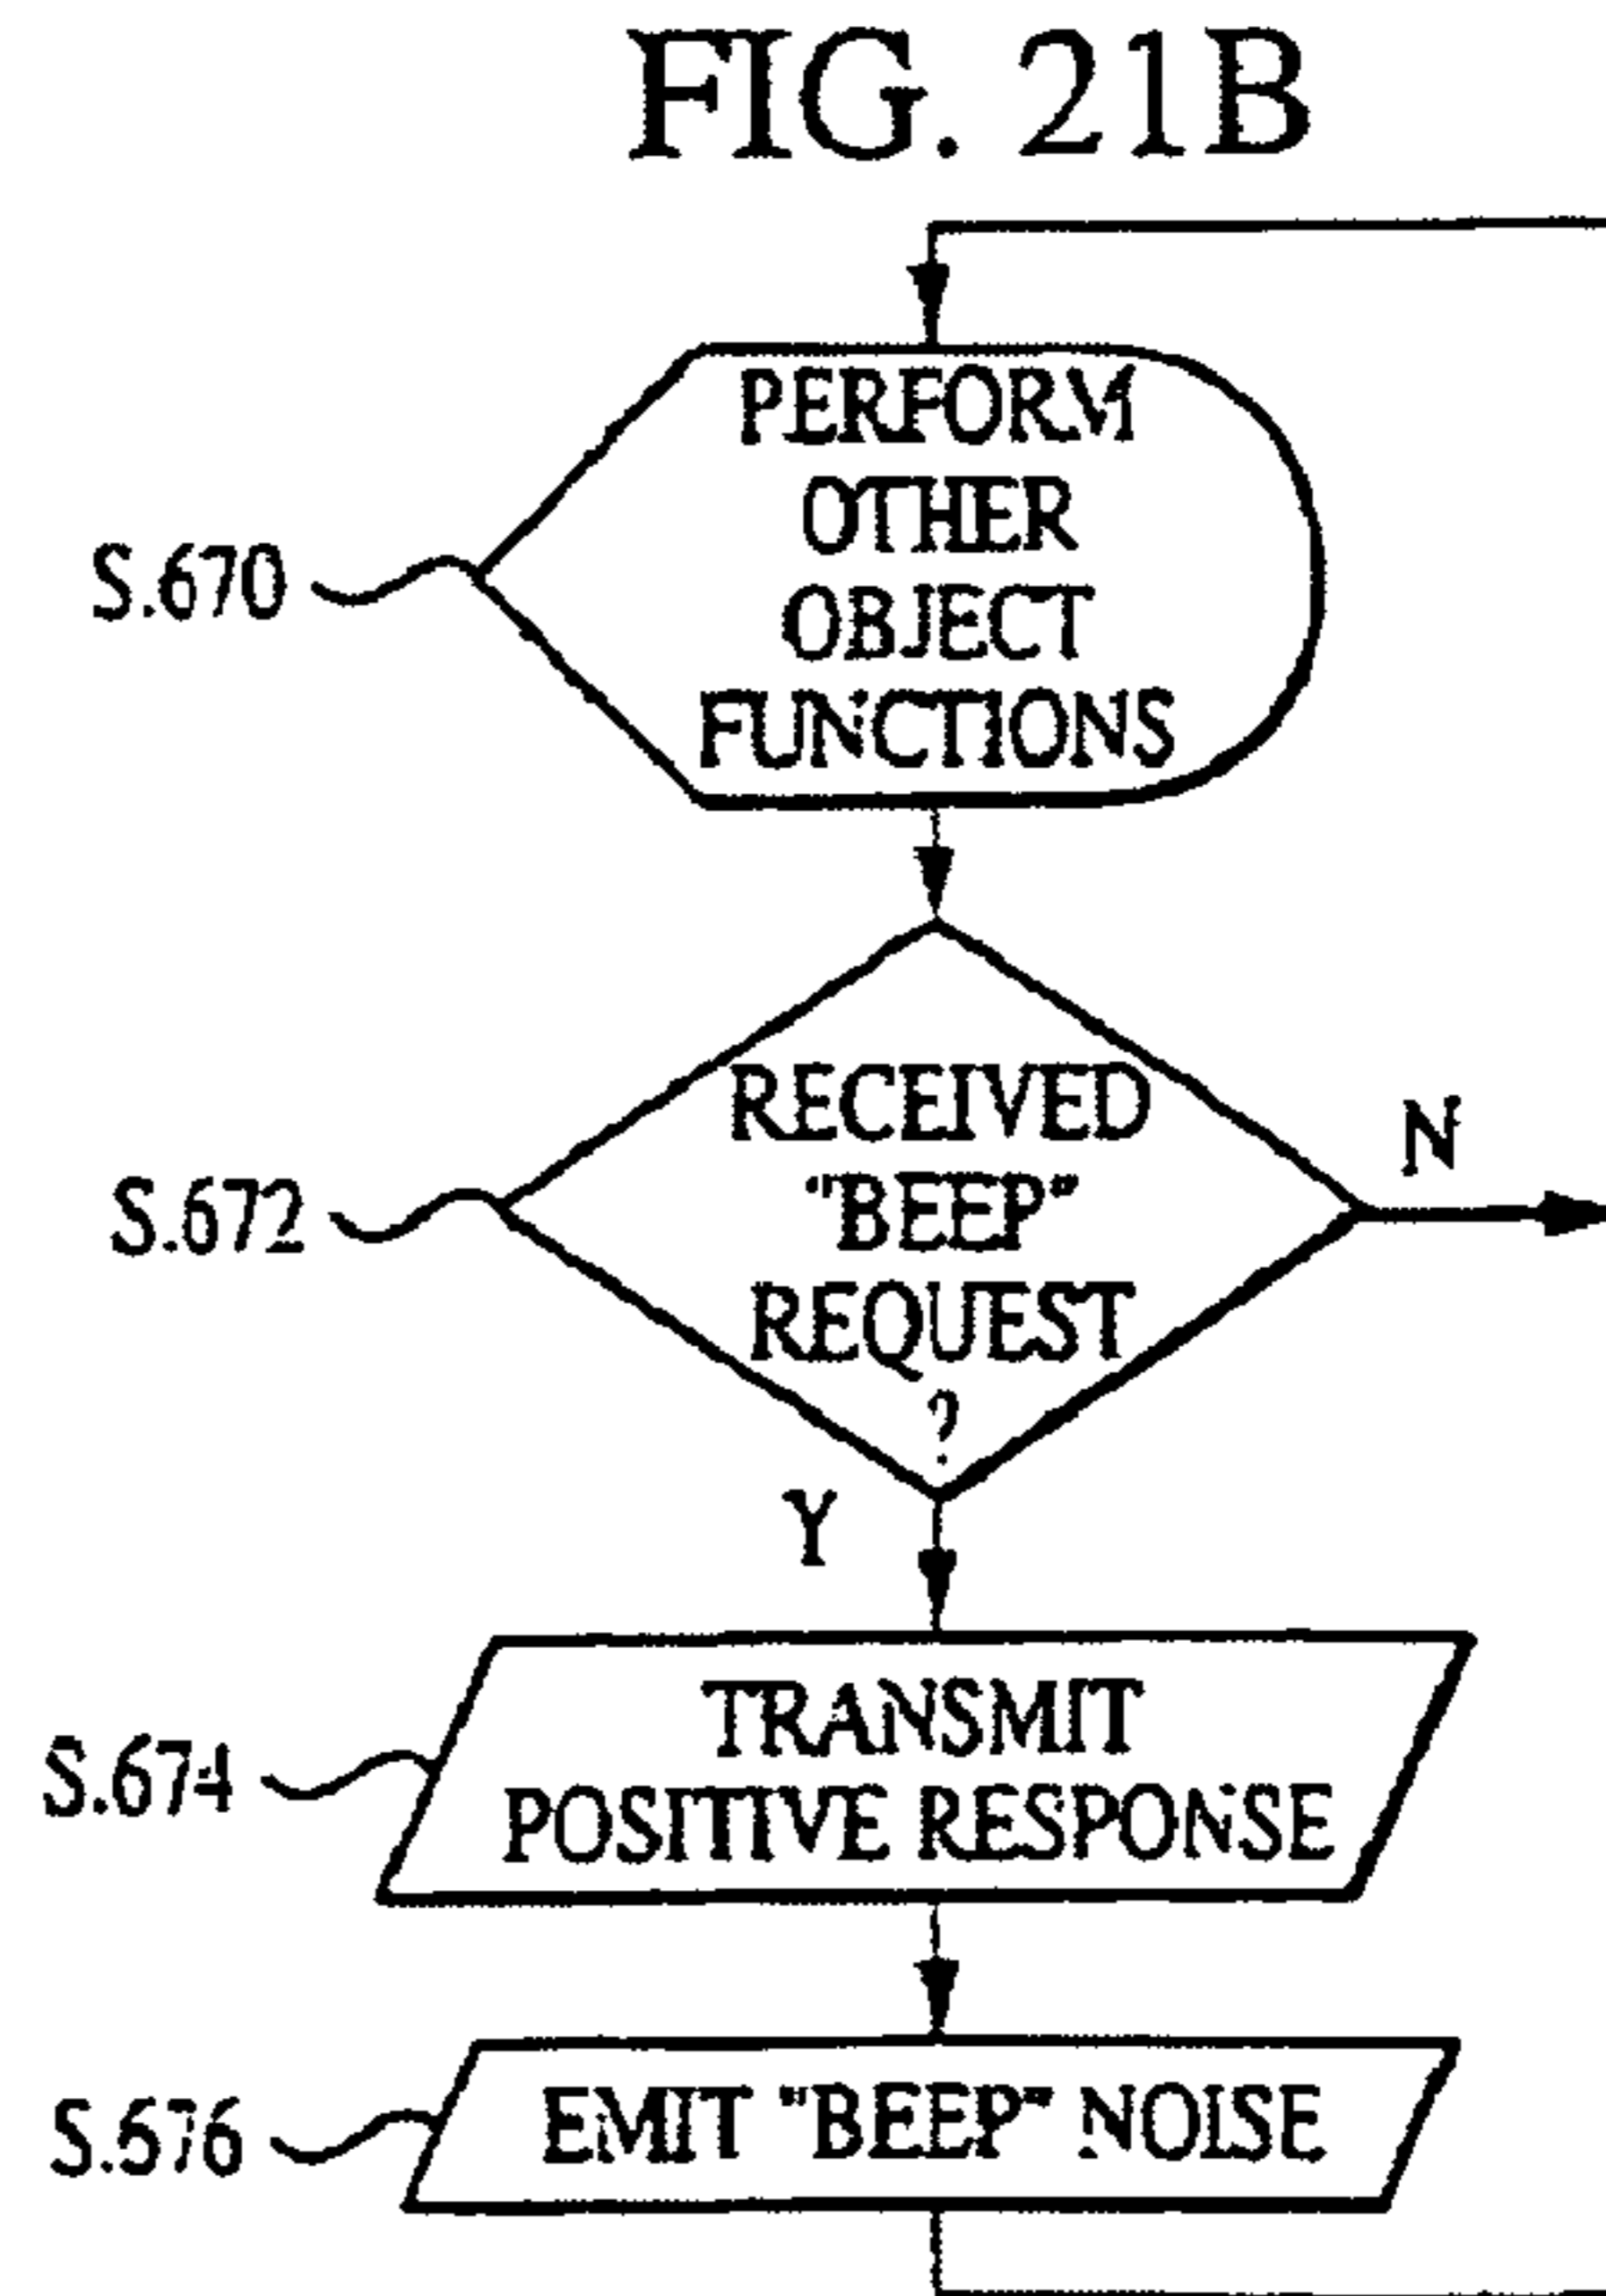 FIG. 21B
PERFORM
OTHER
OBJECT
FUNCTIONS
S.670
RECEIVED
"BEEP"
REQUEST
?
N
S.672
Y
TRANSMIT
POSITIVE RESPONSE
S.674
EMIT "BEEP" NOISE
S.676